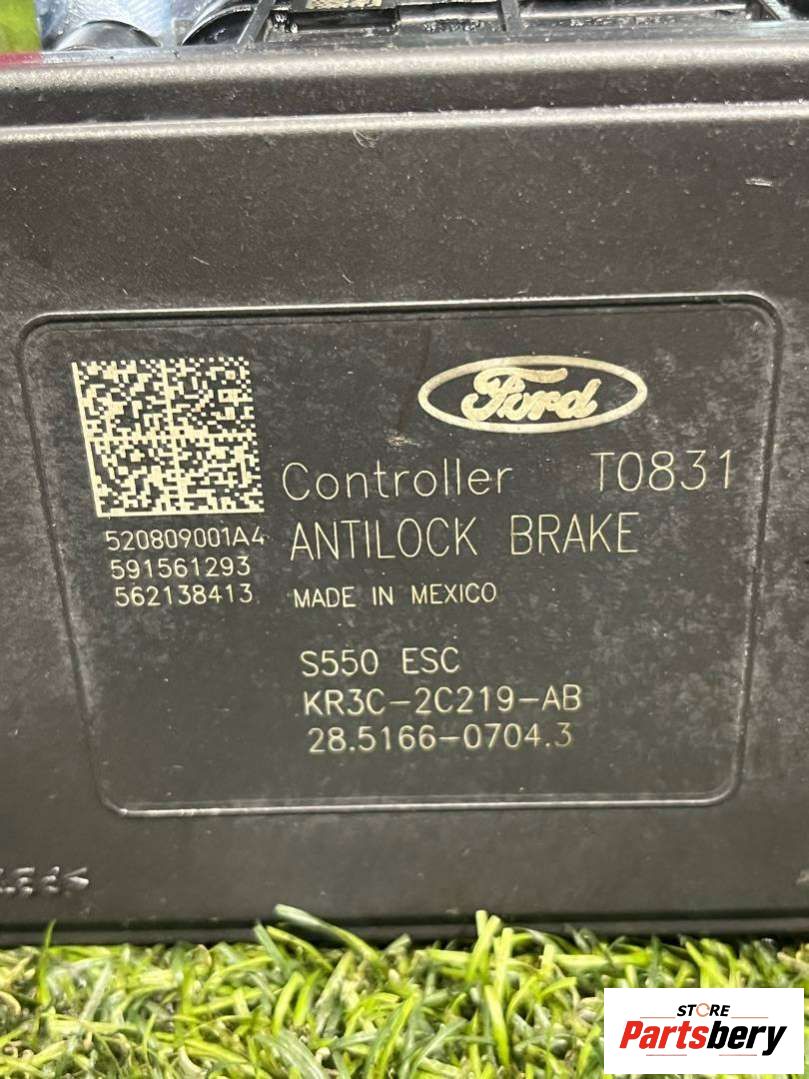 Ford
Controller T0831
520809001A4 ANTILOCK BRAKE
591561293
562138413 MADE IN MEXICO
S550 ESC
KR3C-2C219-AB
28.5166-0704.3
STORE
Partsbery